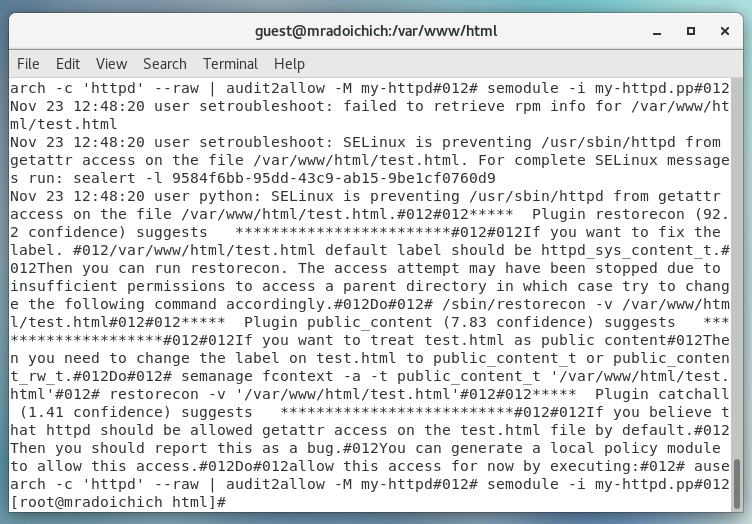 guest@mradoichich:/var/www/html
File Edit View Search Terminal Help
arch -c 'httpd' --raw | audit2allow -M my-httpd#012# semodule -i my-httpd.pp#012
Nov 23 12:48:20 user setroubleshoot: failed to retrieve rpm info for /var/www/ht
ml/test.html
Nov 23 12:48:20 user setroubleshoot: SELinux is preventing /usr/sbin/httpd from
getattr access on the file /var/www/html/test.html. For complete SELinux message
s run: sealert -l 9584f6bb-95dd-43c9-ab15-9be1cf0760d9
Nov 23 12:48:20 user python: SELinux is preventing /usr/sbin/httpd from getattr
access on the file /var/www/html/test.html.#012#012*****  Plugin restorecon (92.
2 confidence) suggests   ************************#012#012If you want to fix the
label. #012/var/www/html/test.html default label should be httpd_sys_content_t.#
012Then you can run restorecon. The access attempt may have been stopped due to
insufficient permissions to access a parent directory in which case try to chang
e the following command accordingly.#012Do#012# /sbin/restorecon -v /var/www/htm
l/test.html#012#012*****  Plugin public_content (7.83 confidence) suggests   ***
*****************#012#012If you want to treat test.html as public content#012The
n you need to change the label on test.html to public_content_t or public_conten
t_rw_t.#012Do#012# semanage fcontext -a -t public_content_t '/var/www/html/test.
html'#012# restorecon -v '/var/www/html/test.html'#012#012*****  Plugin catchall
 (1.41 confidence) suggests   **************************#012#012If you believe t
hat httpd should be allowed getattr access on the test.html file by default.#012
Then you should report this as a bug.#012You can generate a local policy module
to allow this access.#012Do#012allow this access for now by executing:#012# ause
arch -c 'httpd' --raw | audit2allow -M my-httpd#012# semodule -i my-httpd.pp#012
[root@mradoichich html]#